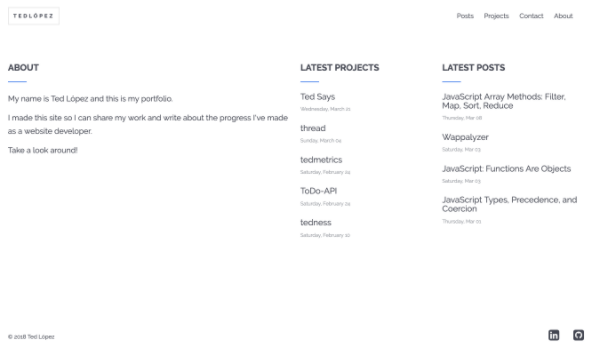 TEDLÓPEZ
Posts Projects Contact About
ABOUT
My name is Ted López and this is my portfolio.
I made this site so I can share my work and write about the progress I've made
as a website developer.
Take a look around!
LATEST PROJECTS
Ted Says
Wednesday, March 21
thread
Sunday, March 04
tedmetrics
Saturday, February 24
ToDo-API
Saturday, February 24
tedness
Saturday, February 10
LATEST POSTS
JavaScript Array Methods: Filter,
Map, Sort, Reduce
Thursday, Mar 08
Wappalyzer
Saturday, Mar 03
JavaScript: Functions Are Objects
Saturday, Mar 03
JavaScript Types, Precedence, and
Coercion
Thursday, Mar 01
© 2018 Ted López
in